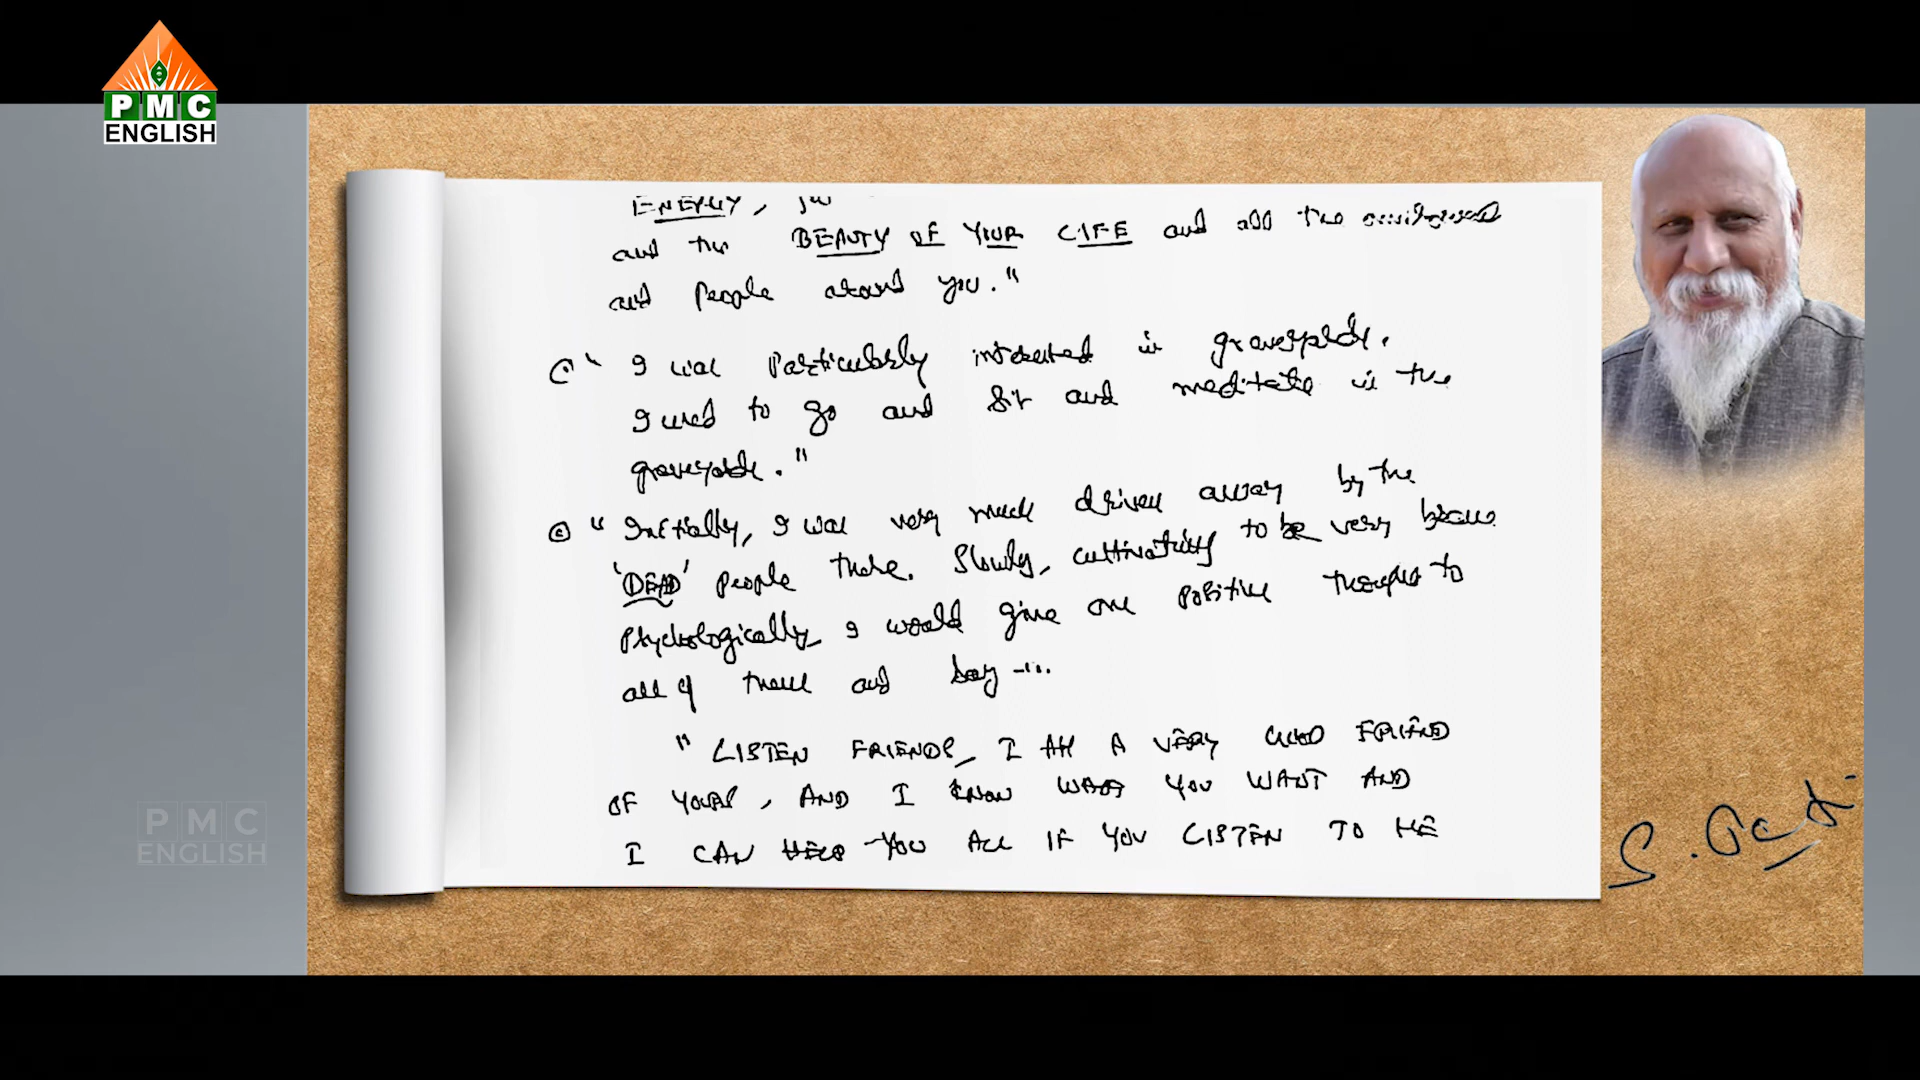 PMC
ENGLISH
ENERGY,
and the BEAUTY OF YOUR LIFE and all the
and people around you."
" I was Particularly interested in graveyards.
I used to go and sit and meditate in the
graveyards."
" Initially, I was very much driven away by the
'DEAD' people there. Slowly, cultivating to be very brave
Psychologically, I would give one positive thought to
all of them and say -...
" LISTEN FRIENDS, I AM A VERY GOOD FRIEND
OF YOURS, AND I KNOW WHAT YOU WANT AND
I CAN HELP YOU ALL IF YOU LISTEN TO ME
PMC
ENGLISH